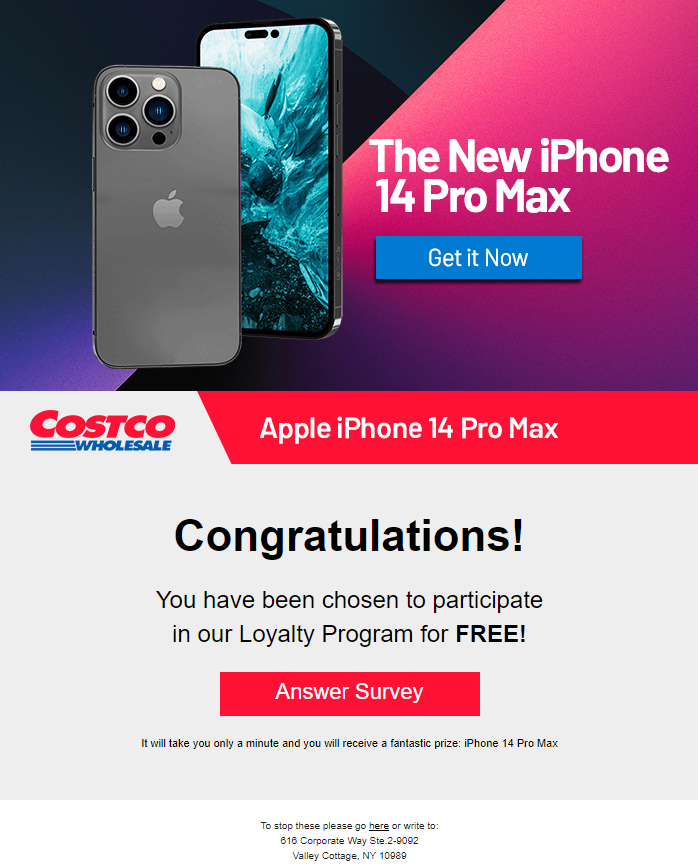 The New iPhone
14 Pro Max
Get it Now
COSTCO
WHOLESALE
Apple iPhone 14 Pro Max
Congratulations!
You have been chosen to participate
in our Loyalty Program for FREE!
Answer Survey
It will take you only a minute and you will receive a fantastic prize: iPhone 14 Pro Max
To stop these please go here or write to:
616 Corporate Way Ste.2-9092
Valley Cottage, NY 10989